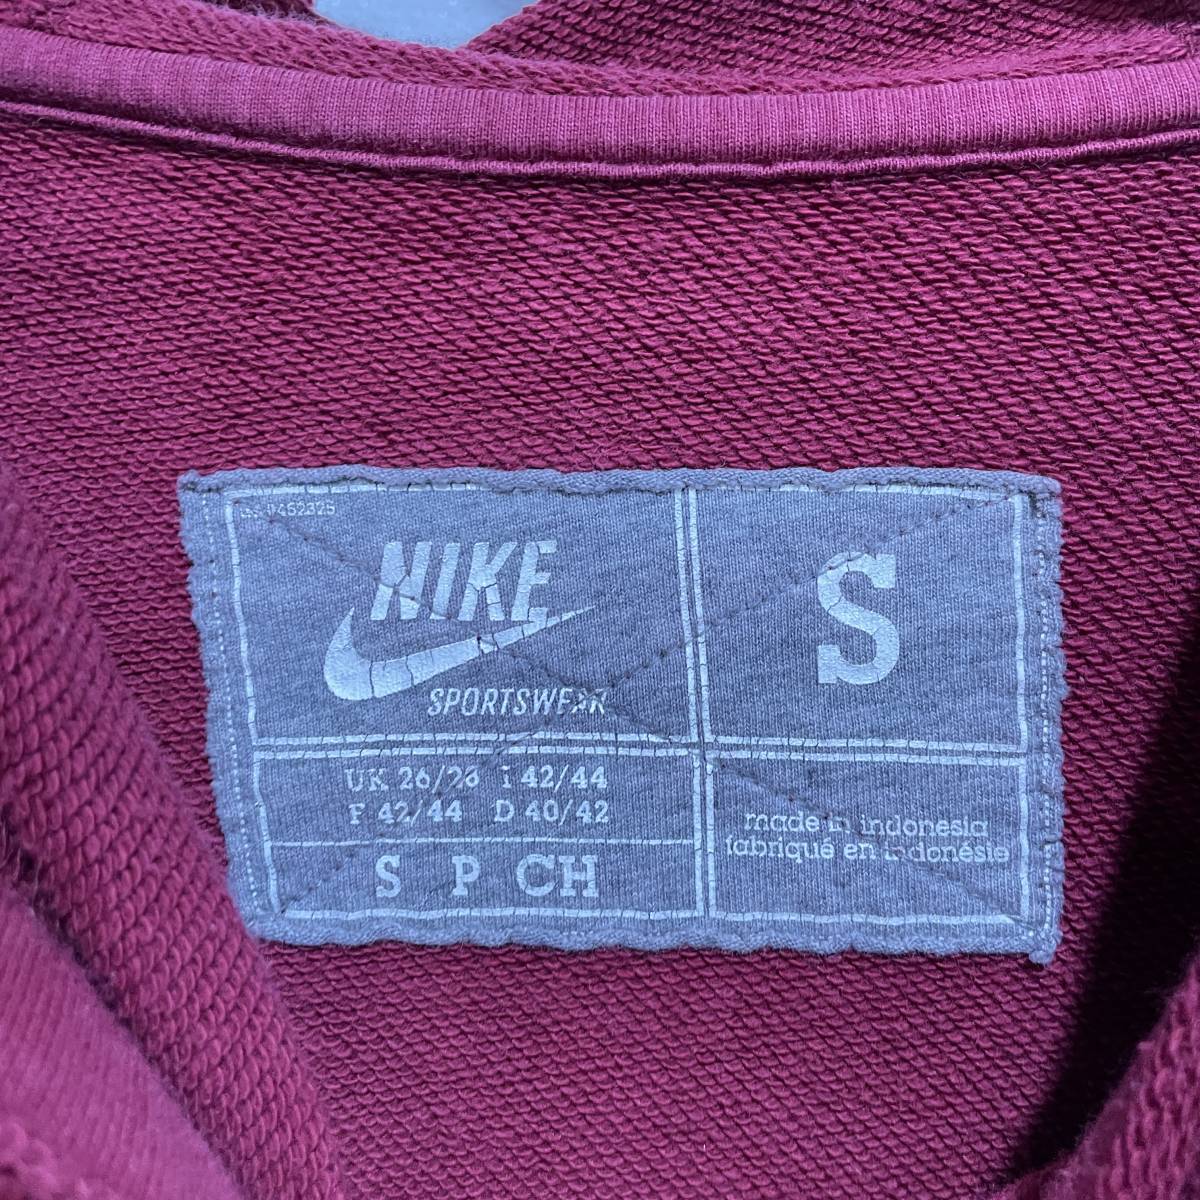 NIKE
SPORTSWEAR
S
UK 26/28 I 42/44
F 42/44 D 40/42
S P CH
made in indonesia
fabriqué en indonésie